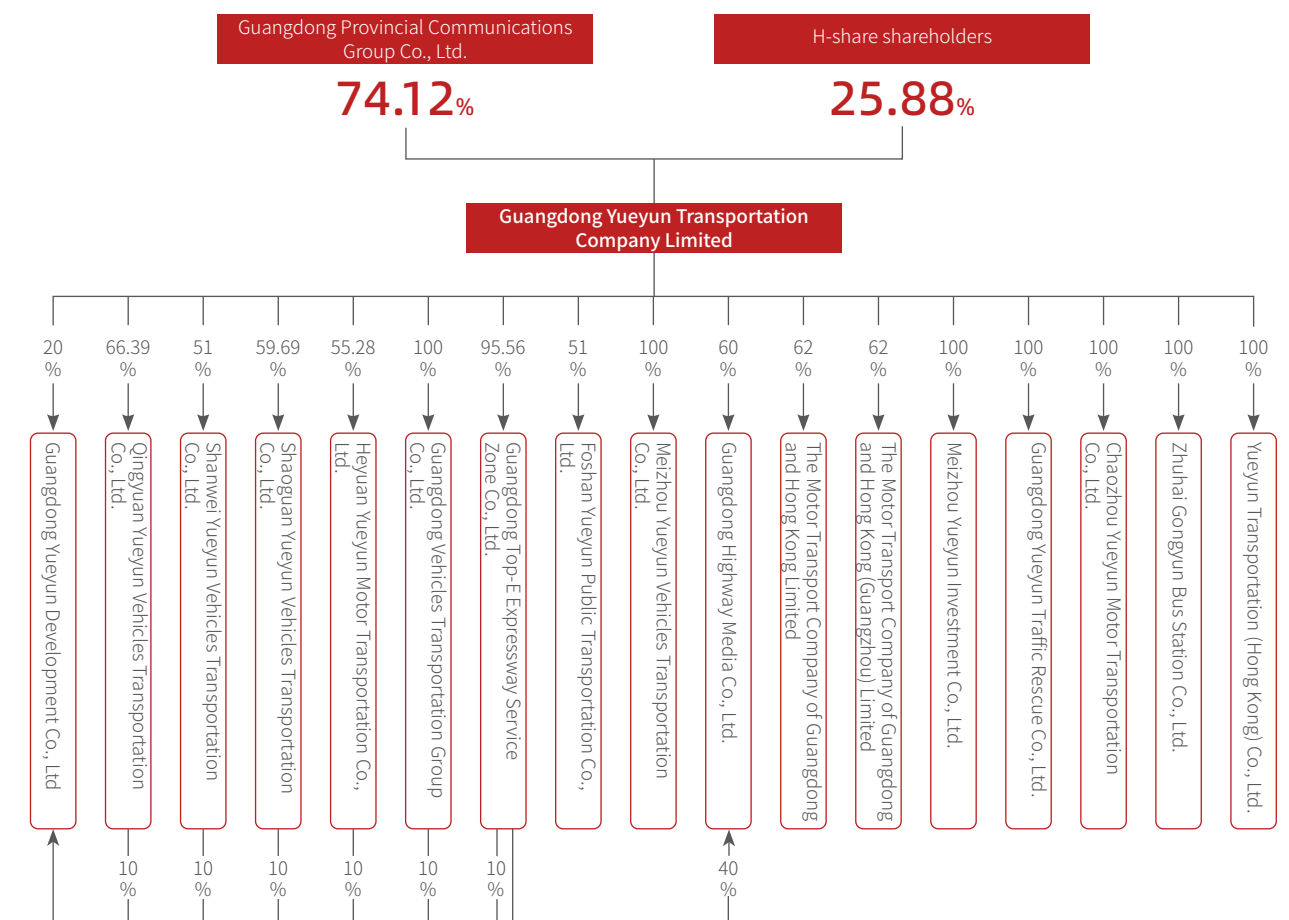 Guangdong Provincial Communications
Group Co., Ltd.
74.12%
H-share shareholders
25.88%
Guangdong Yueyun Transportation
Company Limited
20
%
66.39
%
51
%
59.69
%
55.28
%
100
%
95.56
%
51
%
100
%
60
%
62
%
62
%
100
%
100
%
100
%
100
%
100
%
Guangdong Yueyun Development Co., Ltd
Qingyuan Yueyun Vehicles Transportation
Co., Ltd.
Shanwei Yueyun Vehicles Transportation
Co., Ltd.
Shaoguan Yueyun Vehicles Transportation
Co., Ltd.
Heyuan Yueyun Motor Transportation Co.,
Ltd.
Guangdong Vehicles Transportation Group
Co., Ltd.
Guangdong Top-E Expressway Service
Zone Co., Ltd.
Foshan Yueyun Public Transportation Co.,
Ltd.
Meizhou Yueyun Vehicles Transportation
Co., Ltd.
Guangdong Highway Media Co., Ltd.
The Motor Transport Company of Guangdong
and Hong Kong Limited
The Motor Transport Company of Guangdong
and Hong Kong (Guangzhou) Limited
Meizhou Yueyun Investment Co., Ltd.
Guangdong Yueyun Traffic Rescue Co., Ltd.
Chaozhou Yueyun Motor Transportation
Co., Ltd.
Zhuhai Gongyun Bus Station Co., Ltd.
Yueyun Transportation (Hong Kong) Co., Ltd.
10
%
10
%
10
%
10
%
10
%
10
%
40
%